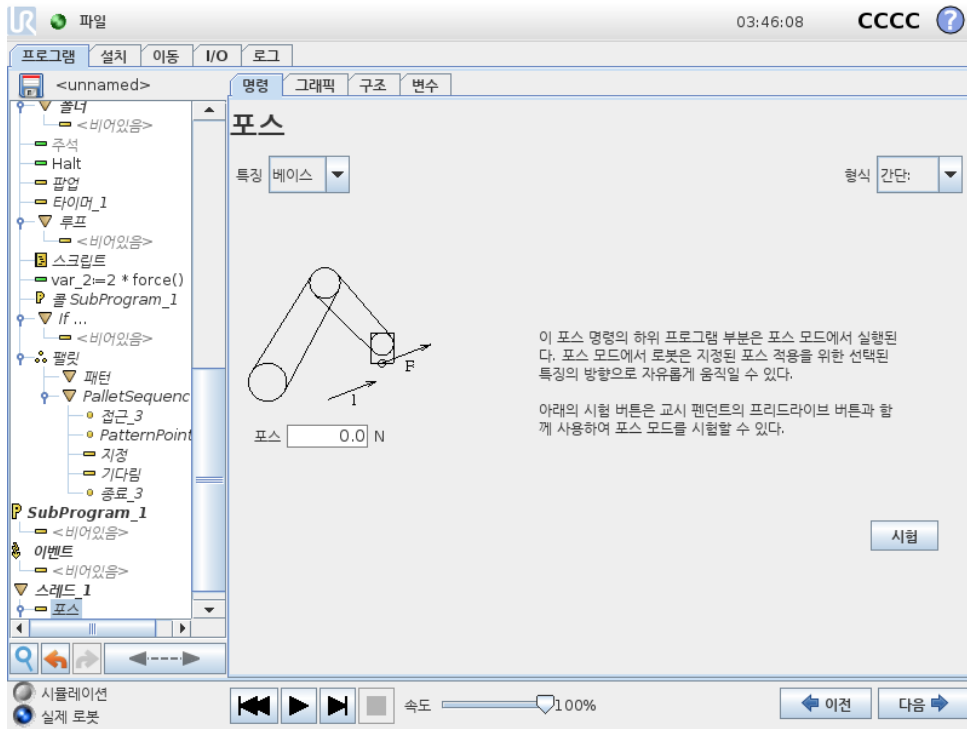 UR 파일 03:46:08 CCCC ?
프로그램 설치 이동 I/O 로그
<unnamed>
명령 그래픽 구조 변수
폴더
<비어있음>
주석
Halt
팝업
타이머_1
루프
<비어있음>
스크립트
var_2:=2 * force()
콜 SubProgram_1
If ...
<비어있음>
팰릿
패턴
PalletSequenc
접근_3
PatternPoint
지정
기다림
종료_3
SubProgram_1
<비어있음>
이벤트
<비어있음>
스레드_1
포스
포스
특징 베이스
형식 간단:
F
1
포스 0.0 N
이 포스 명령의 하위 프로그램 부분은 포스 모드에서 실행된
다. 포스 모드에서 로봇은 지정된 포스 적용을 위한 선택된
특징의 방향으로 자유롭게 움직일 수 있다.
아래의 시험 버튼은 교시 펜던트의 프리드라이브 버튼과 함
께 사용하여 포스 모드를 시험할 수 있다.
시험
시뮬레이션
실제 로봇
속도 100%
이전 다음